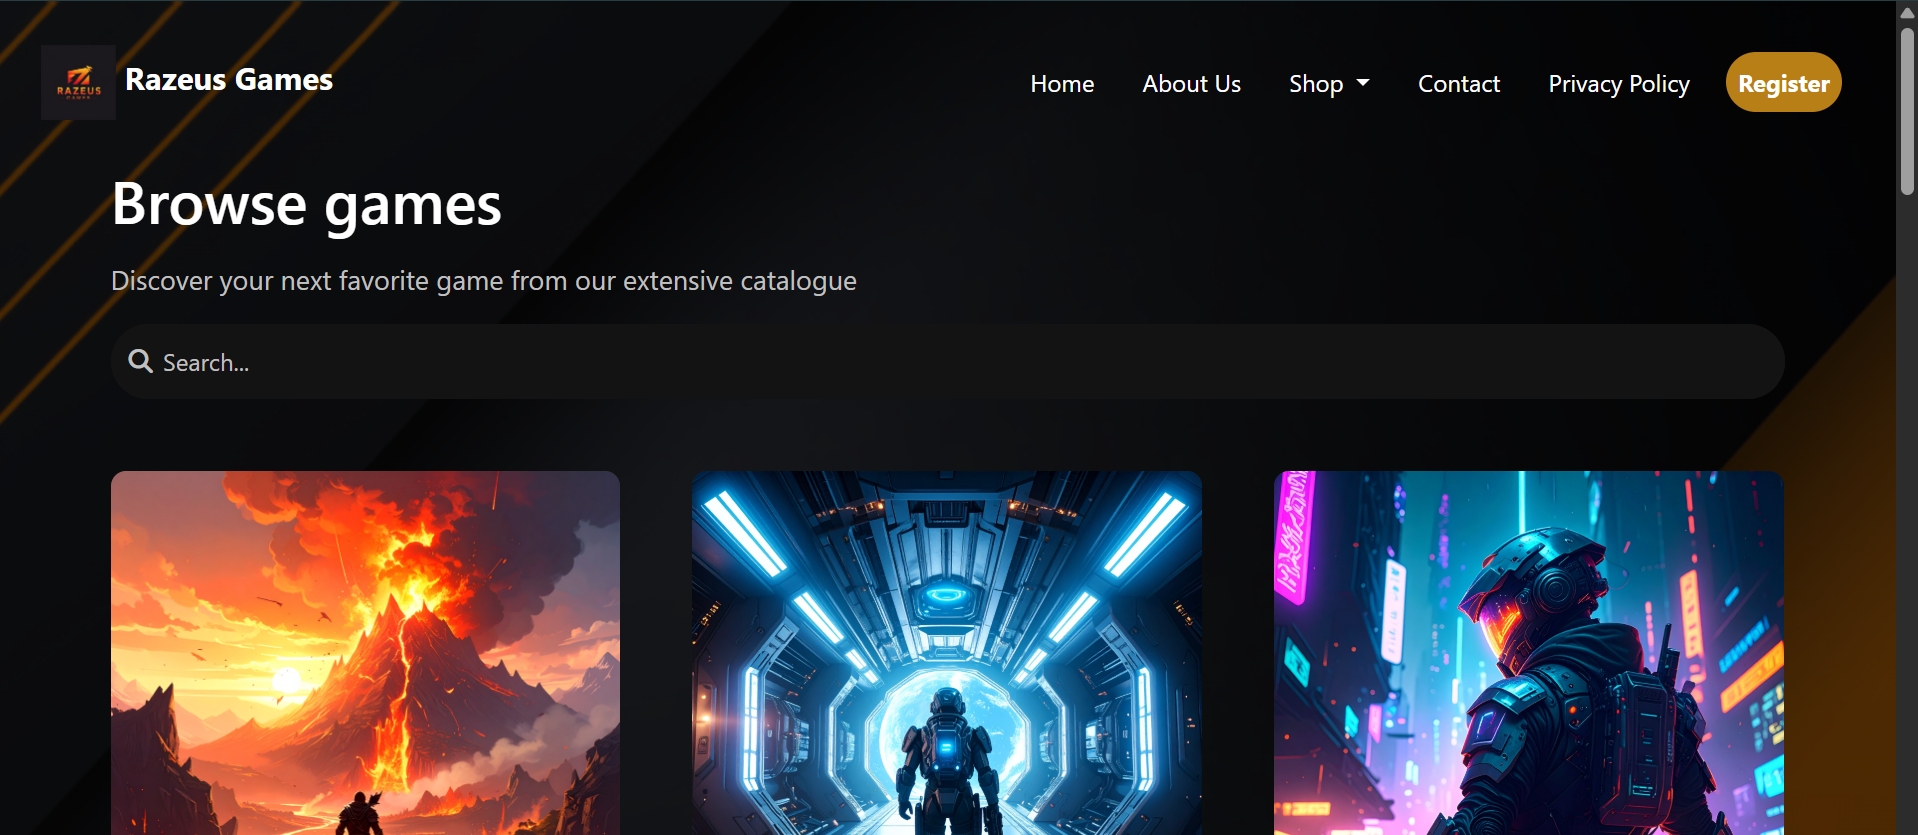 RAZEUS
GAMES
Razeus Games
Home
About Us
Shop
Contact
Privacy Policy
Register
Browse games
Discover your next favorite game from our extensive catalogue
Search...